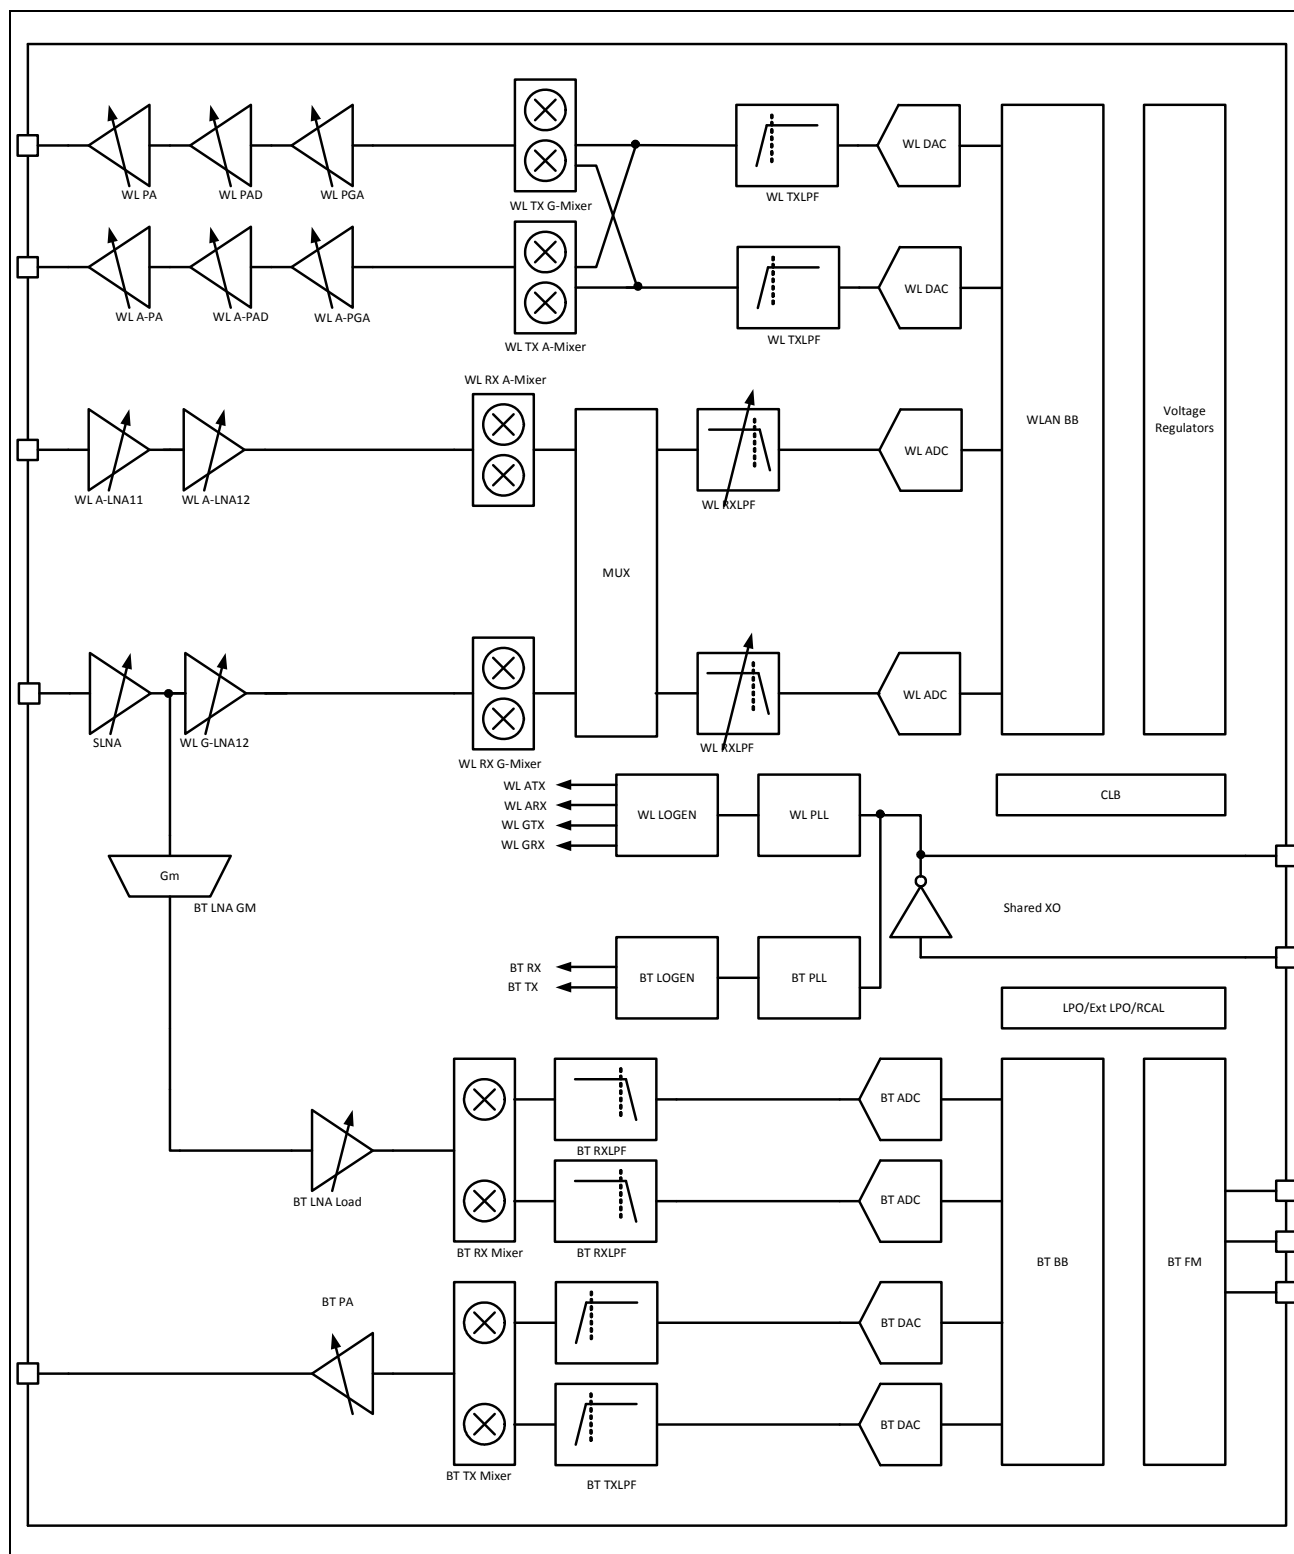 WL DAC
WL PA
WL PAD
WL PGA
WL TXLPF
WL TX G-Mixer
WL DAC
WL A-PA
WL A-PAD
WL A-PGA
WL TX A-Mixer
WL TXLPF
WL RX A-Mixer
WLAN BB
Voltage
Regulators
WL ADC
WL A-LNA11
WL A-LNA12
WL RXLPF
MUX
WL ADC
SLNA
WL G-LNA12
WL RXLPF
WL RX G-Mixer
WL ATX
WL ARX
WL GTX
WL GRX
WL LOGEN
WL PLL
CLB
Gm
BT LNA GM
Shared XO
BT RX
BT TX
BT LOGEN
BT PLL
LPO/Ext LPO/RCAL
BT ADC
BT RXLPF
BT LNA Load
BT ADC
BT RX Mixer
BT RXLPF
BT BB
BT FM
BT PA
BT DAC
BT DAC
BT TX Mixer
BT TXLPF